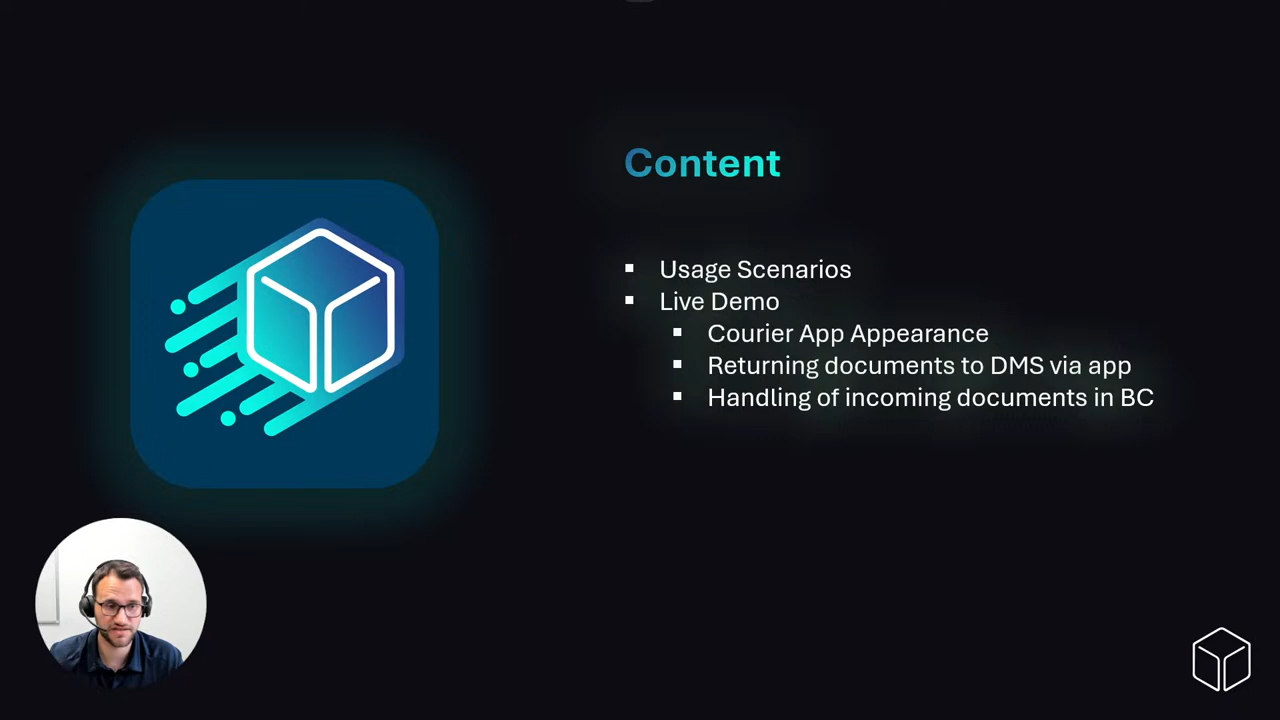 Content
▪ Usage Scenarios
▪ Live Demo
▪ Courier App Appearance
▪ Returning documents to DMS via app
▪ Handling of incoming documents in BC